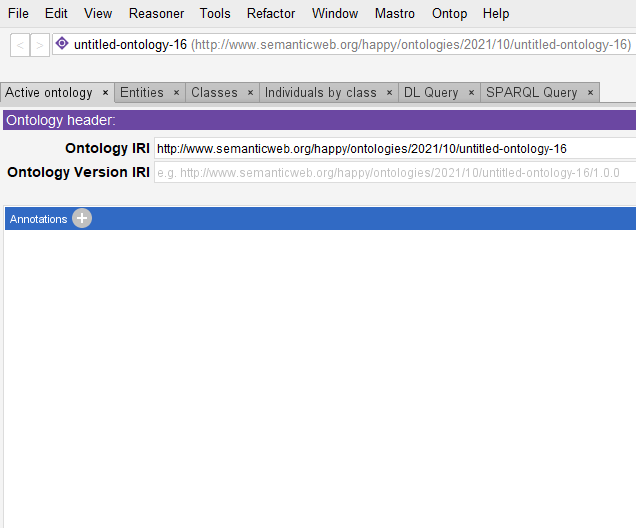 File Edit View Reasoner Tools Refactor Window Mastro Ontop Help
< > untitled-ontology-16 (http://www.semanticweb.org/happy/ontologies/2021/10/untitled-ontology-16)
Active ontology × Entities × Classes × Individuals by class × DL Query × SPARQL Query ×
Ontology header:
Ontology IRI http://www.semanticweb.org/happy/ontologies/2021/10/untitled-ontology-16
Ontology Version IRI e.g. http://www.semanticweb.org/happy/ontologies/2021/10/untitled-ontology-16/1.0.0
Annotations +